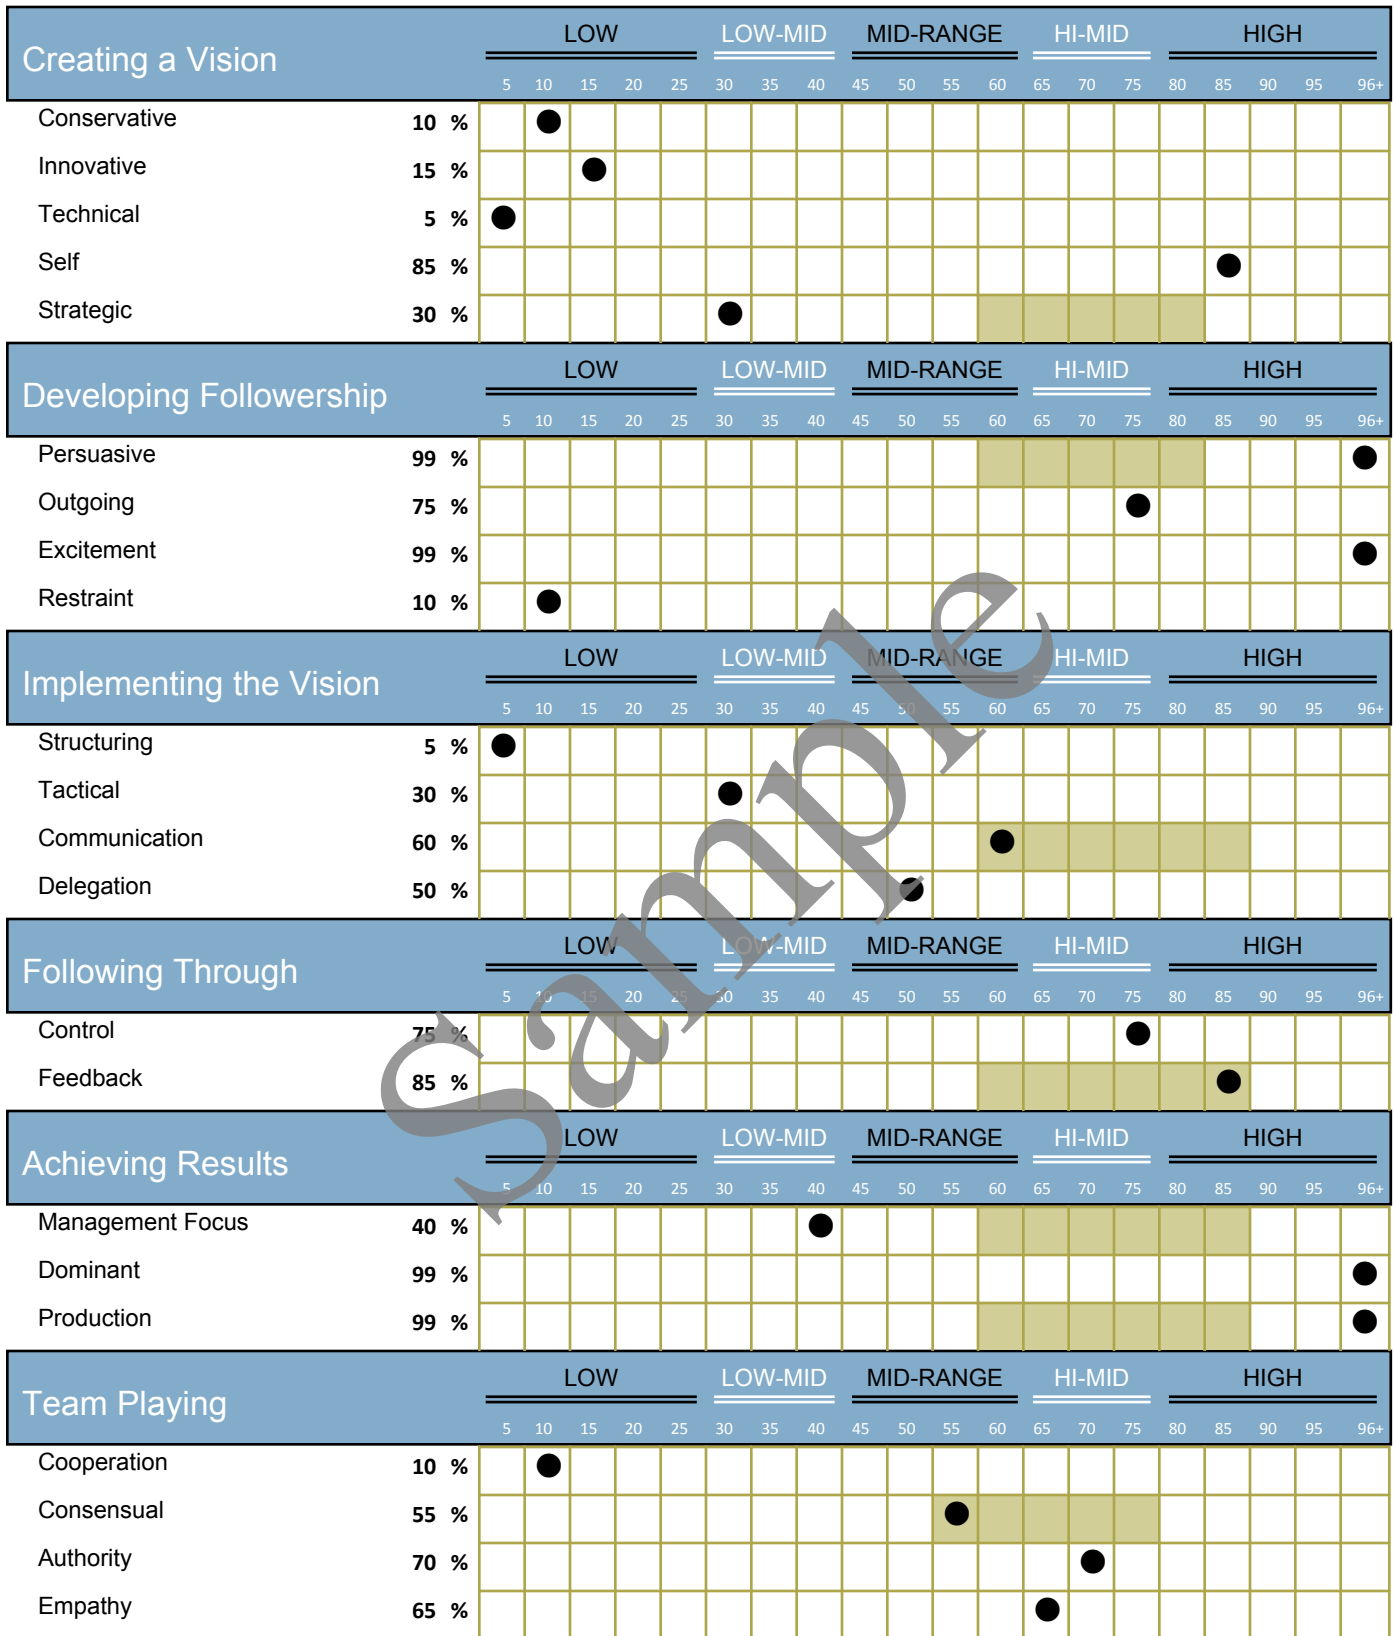 LOW LOW-MID MID-RANGE HI-MID HIGH
Creating a Vision
5 10 15 20 25 30 35 40 45 50 55 60 65 70 75 80 85 90 95 96+
Conservative 10 %
Innovative 15 %
Technical 5 %
Self 85 %
Strategic 30 %
LOW LOW-MID MID-RANGE HI-MID HIGH
Developing Followership
5 10 15 20 25 30 35 40 45 50 55 60 65 70 75 80 85 90 95 96+
Persuasive 99 %
Outgoing 75 %
Excitement 99 %
Restraint 10 %
LOW LOW-MID MID-RANGE HI-MID HIGH
Implementing the Vision
5 10 15 20 25 30 35 40 45 50 55 60 65 70 75 80 85 90 95 96+
Structuring 5 %
Tactical 30 %
Communication 60 %
Delegation 50 %
LOW LOW-MID MID-RANGE HI-MID HIGH
Following Through
5 10 15 20 25 30 35 40 45 50 55 60 65 70 75 80 85 90 95 96+
Control 75 %
Feedback 85 %
LOW LOW-MID MID-RANGE HI-MID HIGH
Achieving Results
5 10 15 20 25 30 35 40 45 50 55 60 65 70 75 80 85 90 95 96+
Management Focus 40 %
Dominant 99 %
Production 99 %
LOW LOW-MID MID-RANGE HI-MID HIGH
Team Playing
5 10 15 20 25 30 35 40 45 50 55 60 65 70 75 80 85 90 95 96+
Cooperation 10 %
Consensual 55 %
Authority 70 %
Empathy 65 %
Sample